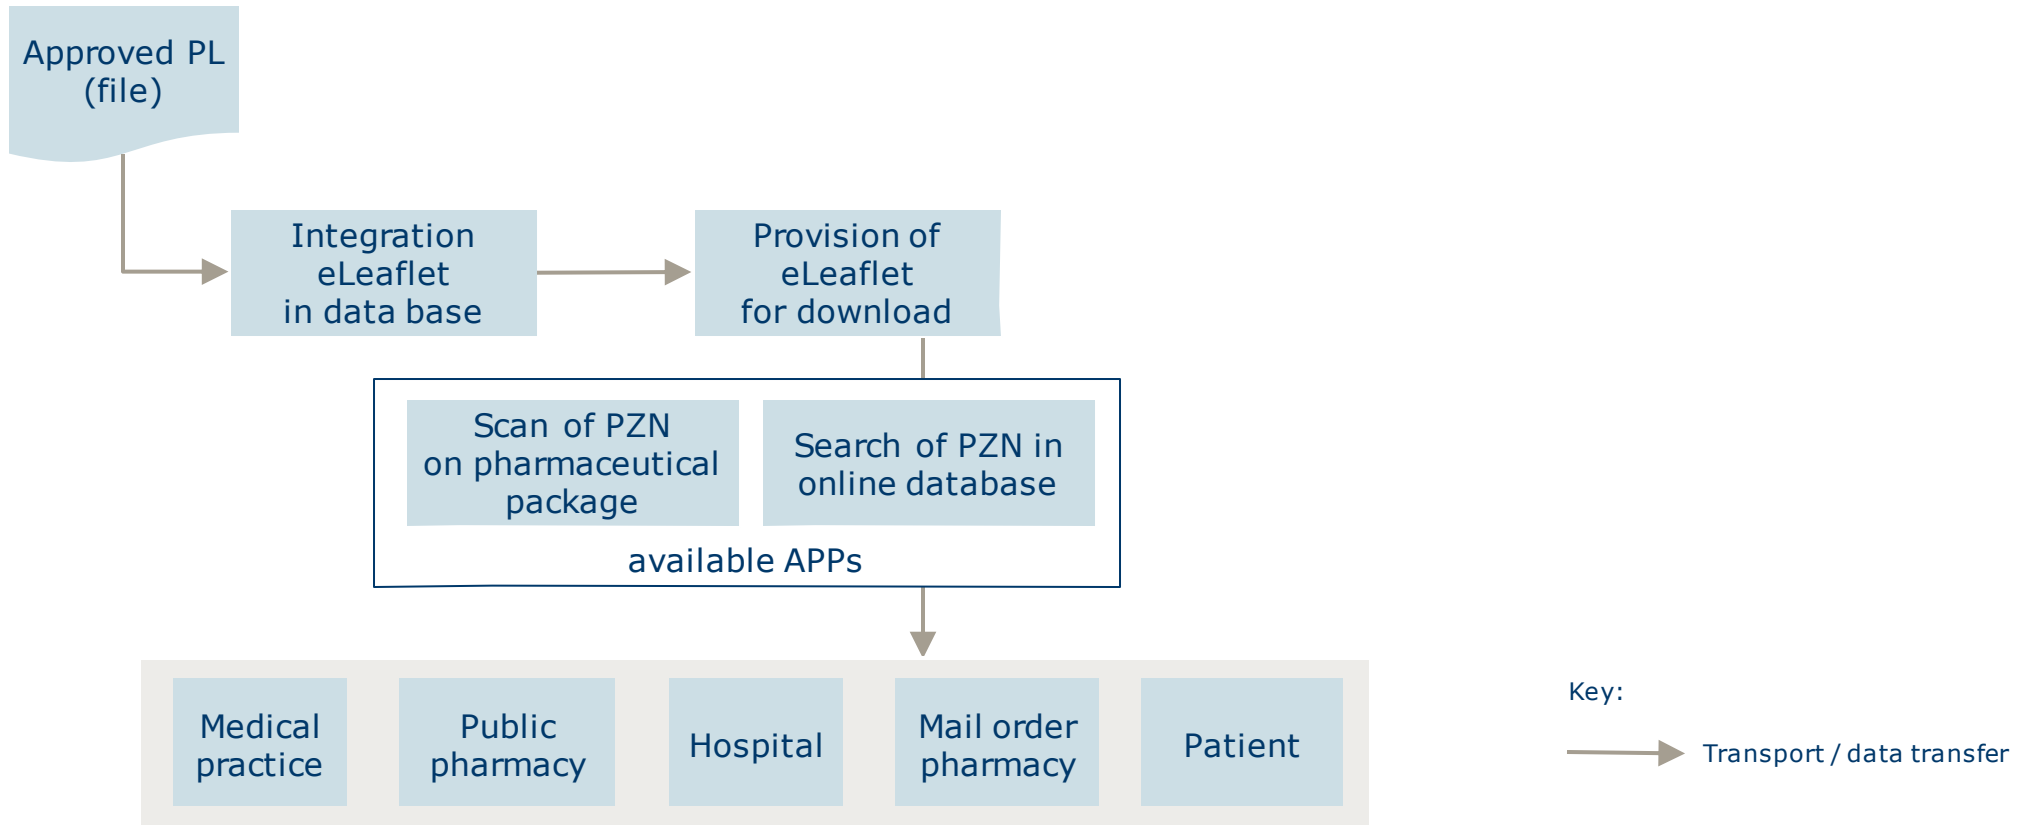 Approved PL
(file)
Integration
eLeaflet
in data base
Provision of
eLeaflet
for download
Scan of PZN
on pharmaceutical
package
Search of PZN in
online database
available APPs
Medical
practice
Public
pharmacy
Hospital
Mail order
pharmacy
Patient
Key:
Transport / data transfer